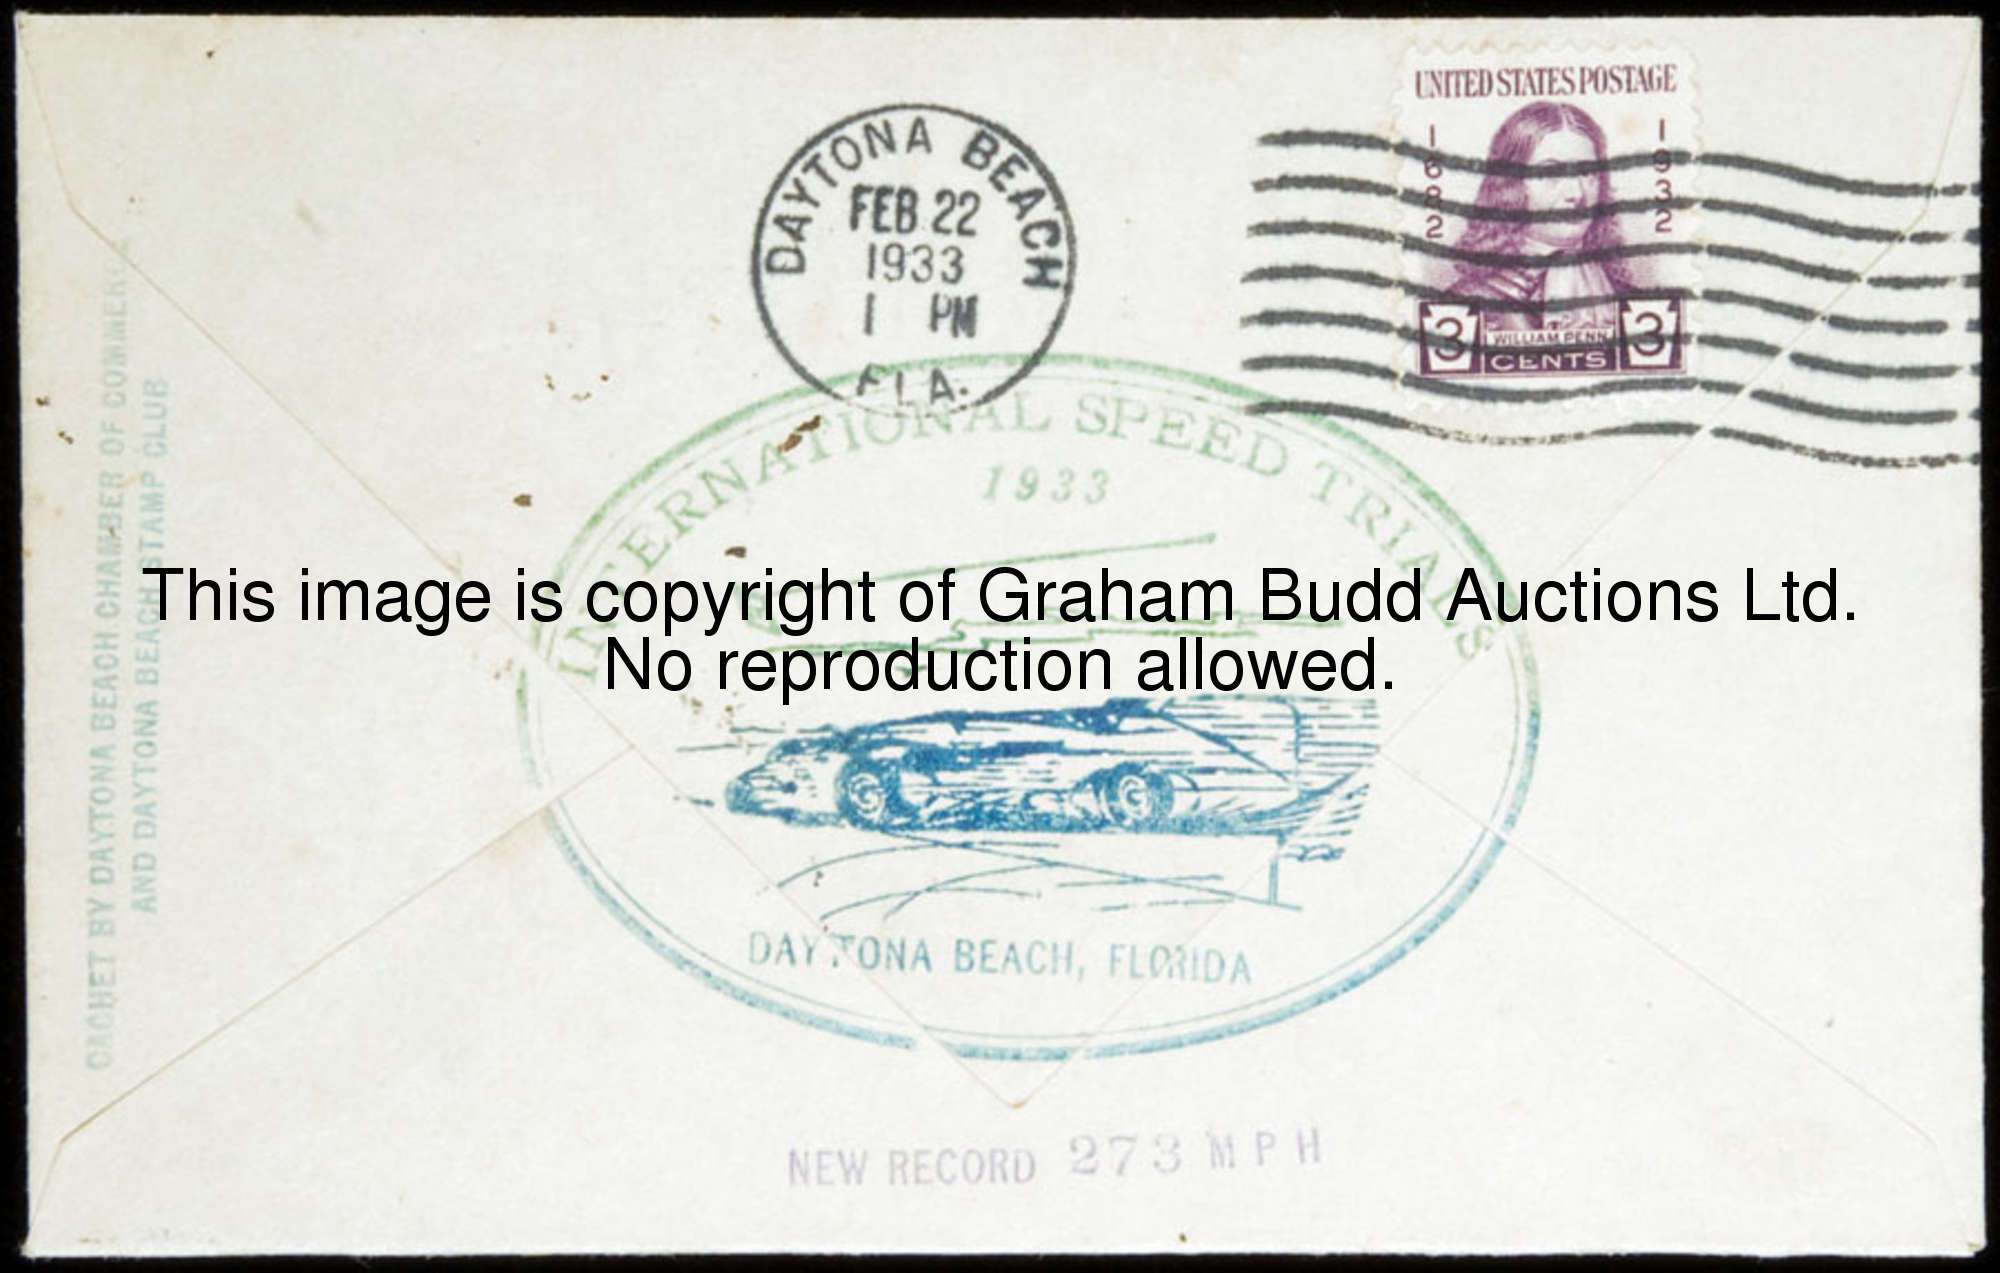 UNITED STATES POSTAGE
1682
1932
3
WILLIAM PENN
3
CENTS
DAYTONA BEACH
FEB 22
1933
1 PM
FLA.
INTERNATIONAL SPEED TRIALS
1933
DAYTONA BEACH, FLORIDA
NEW RECORD 273 MPH
CACHET BY DAYTONA BEACH CHAMBER OF COMMERCE
AND DAYTONA BEACH STAMP CLUB
This image is copyright of Graham Budd Auctions Ltd.
No reproduction allowed.